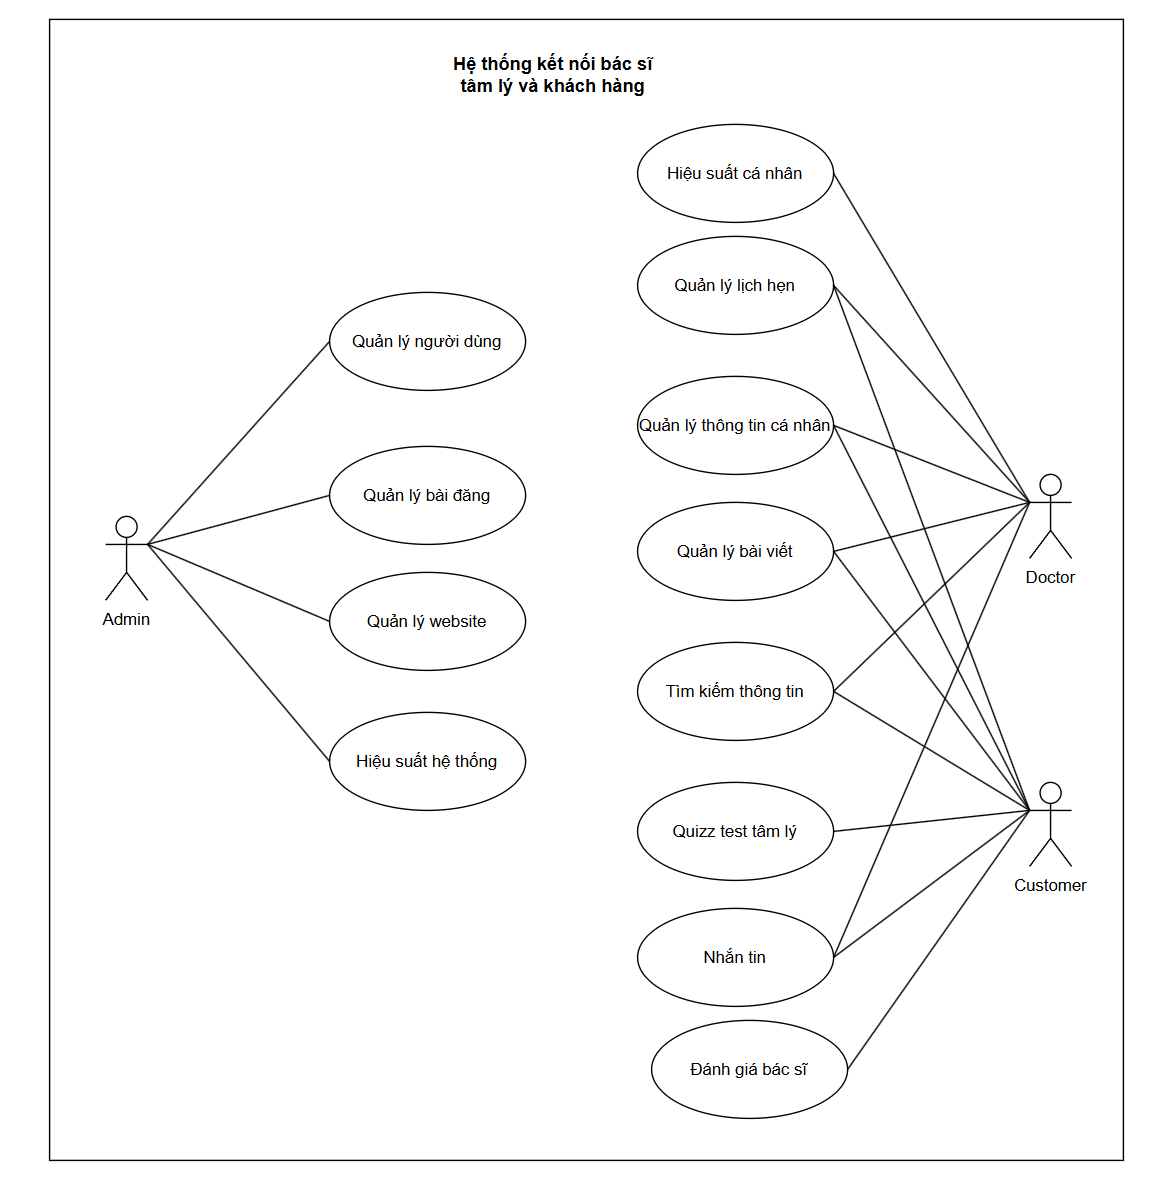 Hệ thống kết nối bác sĩ
tâm lý và khách hàng
Hiệu suất cá nhân
Quản lý lịch hẹn
Quản lý người dùng
Quản lý thông tin cá nhân
Quản lý bài đăng
Quản lý bài viết
Doctor
Admin
Quản lý website
Tìm kiếm thông tin
Hiệu suất hệ thống
Quizz test tâm lý
Customer
Nhắn tin
Đánh giá bác sĩ